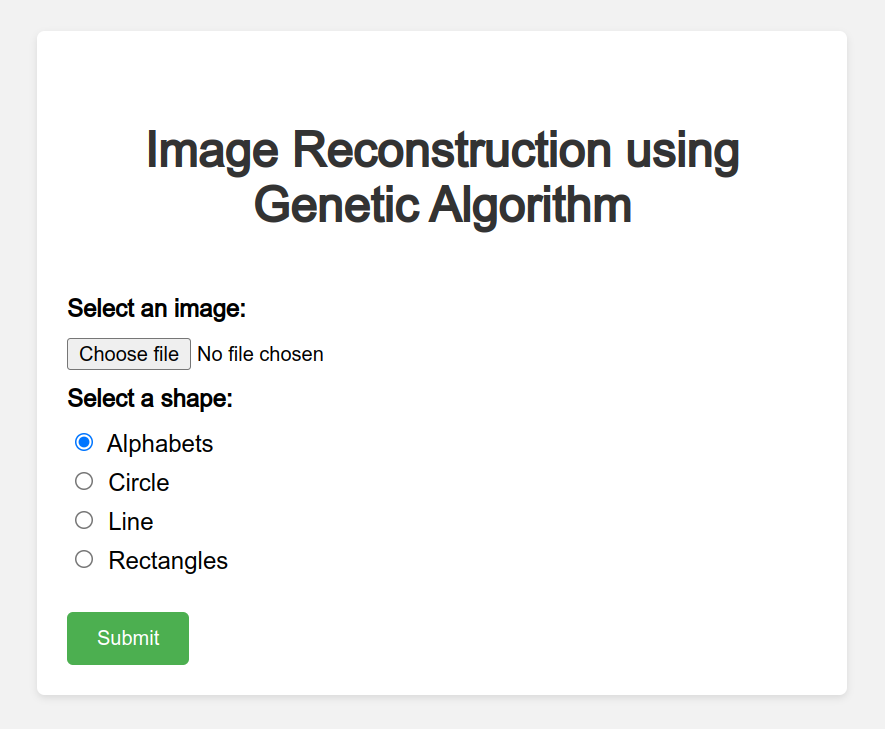 Image Reconstruction using
Genetic Algorithm
Select an image:
Choose file No file chosen
Select a shape:
Alphabets
Circle
Line
Rectangles
Submit